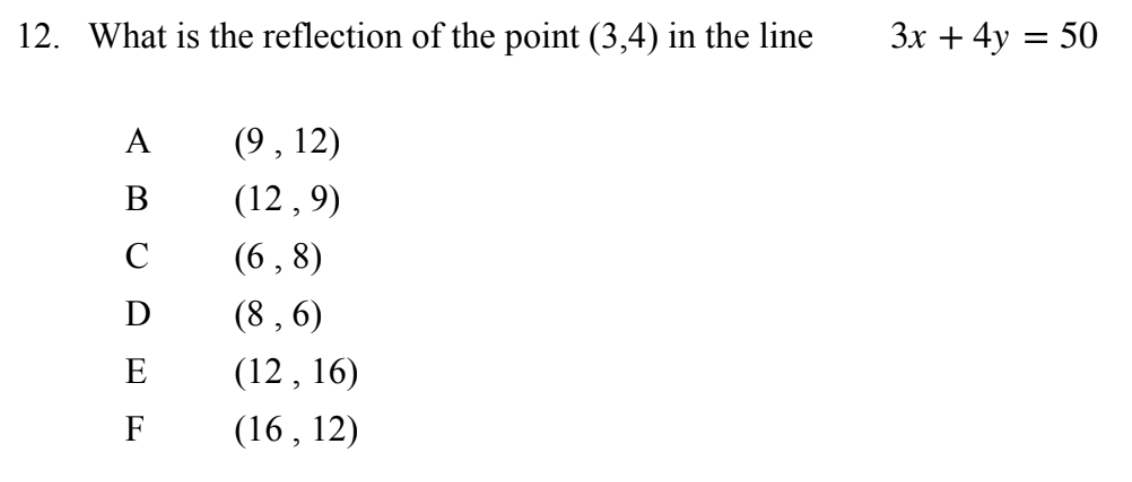 12. What is the reflection of the point (3,4) in the line 3x + 4y = 50
A (9 , 12)
B (12 , 9)
C (6 , 8)
D (8 , 6)
E (12 , 16)
F (16 , 12)